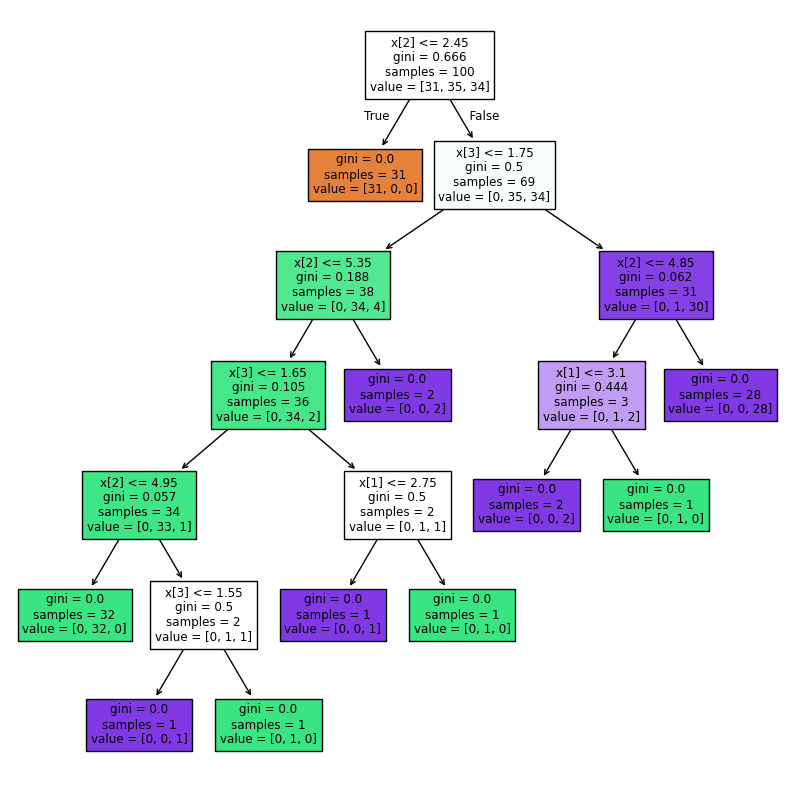 x[2] <= 2.45
gini = 0.666
samples = 100
value = [31, 35, 34]
True
False
gini = 0.0
samples = 31
value = [31, 0, 0]
x[3] <= 1.75
gini = 0.5
samples = 69
value = [0, 35, 34]
x[2] <= 5.35
gini = 0.188
samples = 38
value = [0, 34, 4]
x[2] <= 4.85
gini = 0.062
samples = 31
value = [0, 1, 30]
x[3] <= 1.65
gini = 0.105
samples = 36
value = [0, 34, 2]
gini = 0.0
samples = 2
value = [0, 0, 2]
x[1] <= 3.1
gini = 0.444
samples = 3
value = [0, 1, 2]
gini = 0.0
samples = 28
value = [0, 0, 28]
x[2] <= 4.95
gini = 0.057
samples = 34
value = [0, 33, 1]
x[1] <= 2.75
gini = 0.5
samples = 2
value = [0, 1, 1]
gini = 0.0
samples = 2
value = [0, 0, 2]
gini = 0.0
samples = 1
value = [0, 1, 0]
gini = 0.0
samples = 32
value = [0, 32, 0]
x[3] <= 1.55
gini = 0.5
samples = 2
value = [0, 1, 1]
gini = 0.0
samples = 1
value = [0, 0, 1]
gini = 0.0
samples = 1
value = [0, 1, 0]
gini = 0.0
samples = 1
value = [0, 0, 1]
gini = 0.0
samples = 1
value = [0, 1, 0]